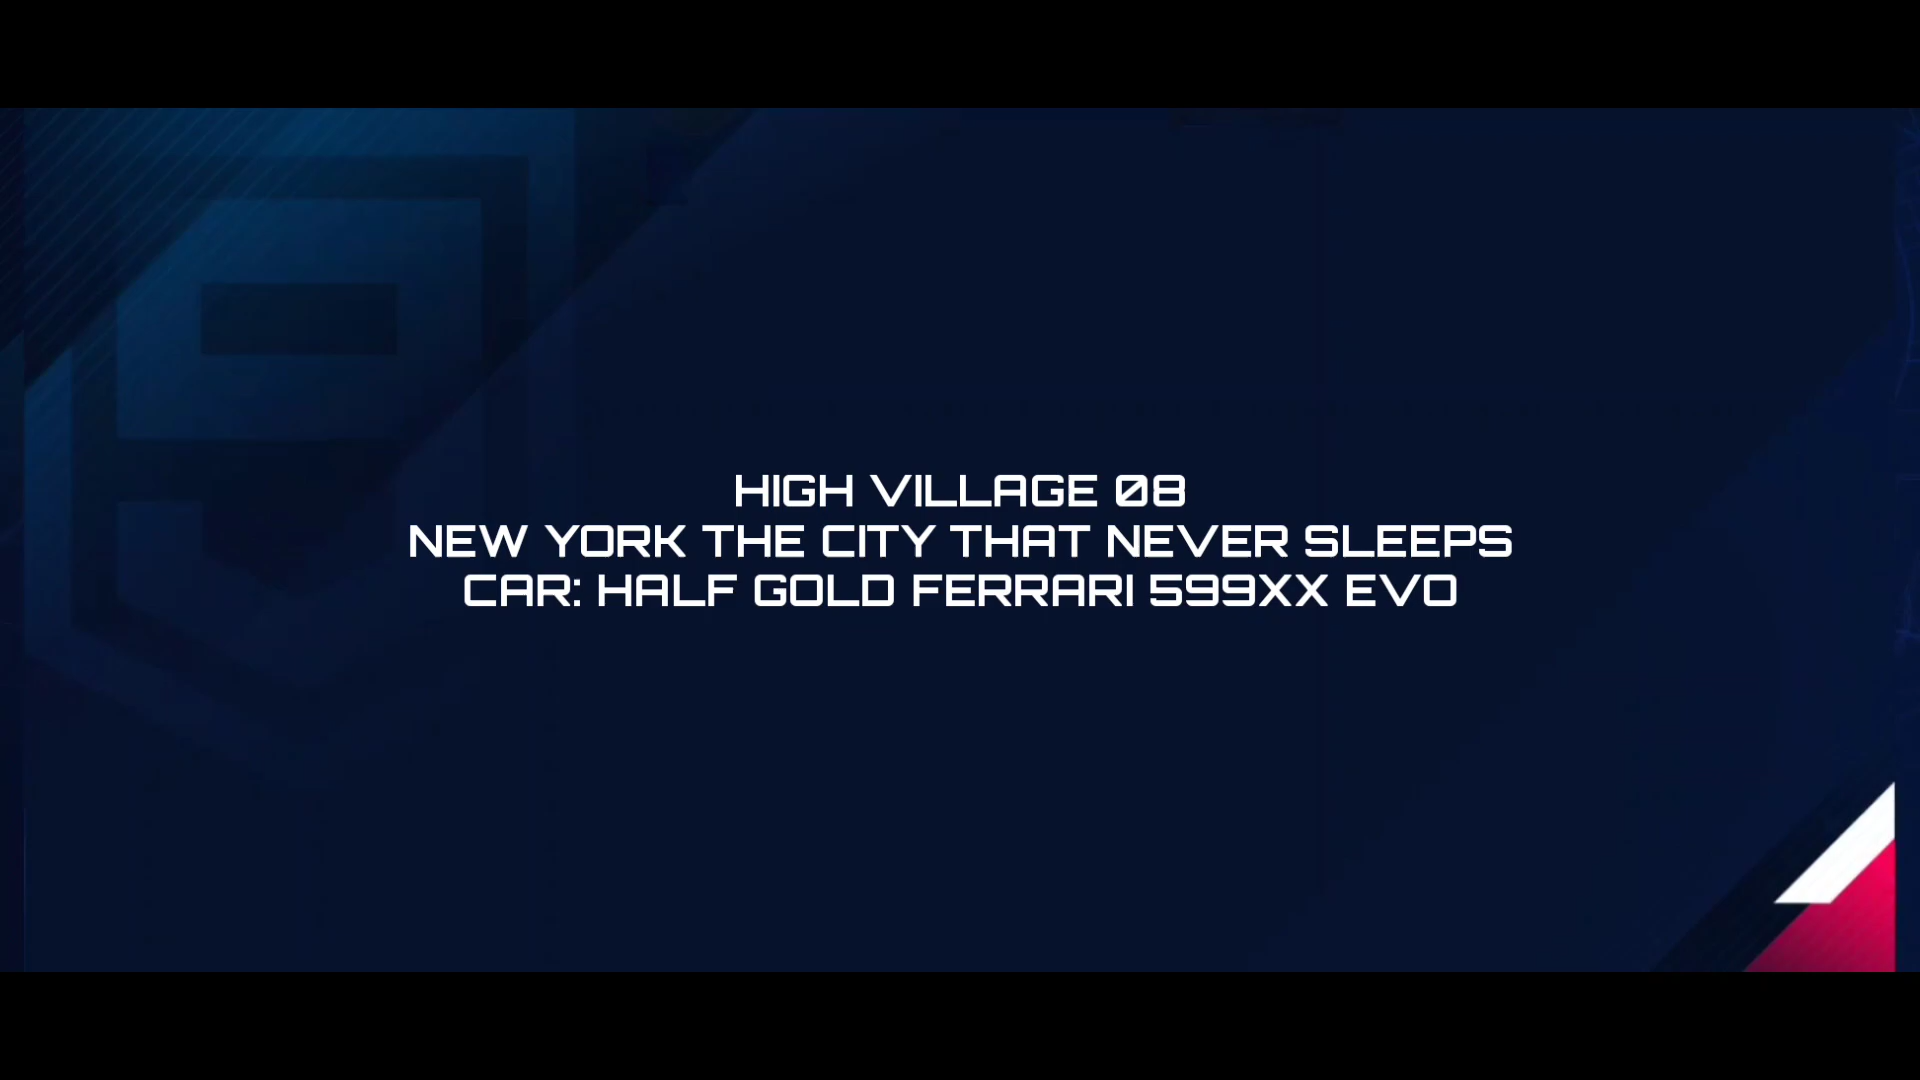 HIGH VILLAGE 08
NEW YORK THE CITY THAT NEVER SLEEPS
CAR: HALF GOLD FERRARI 599XX EVO